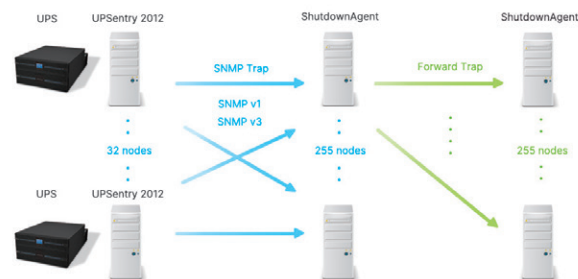 UPS
UPSentry 2012
ShutdownAgent
ShutdownAgent
SNMP Trap
Forward Trap
SNMP v1
SNMP v3
32 nodes
255 nodes
255 nodes
UPS
UPSentry 2012